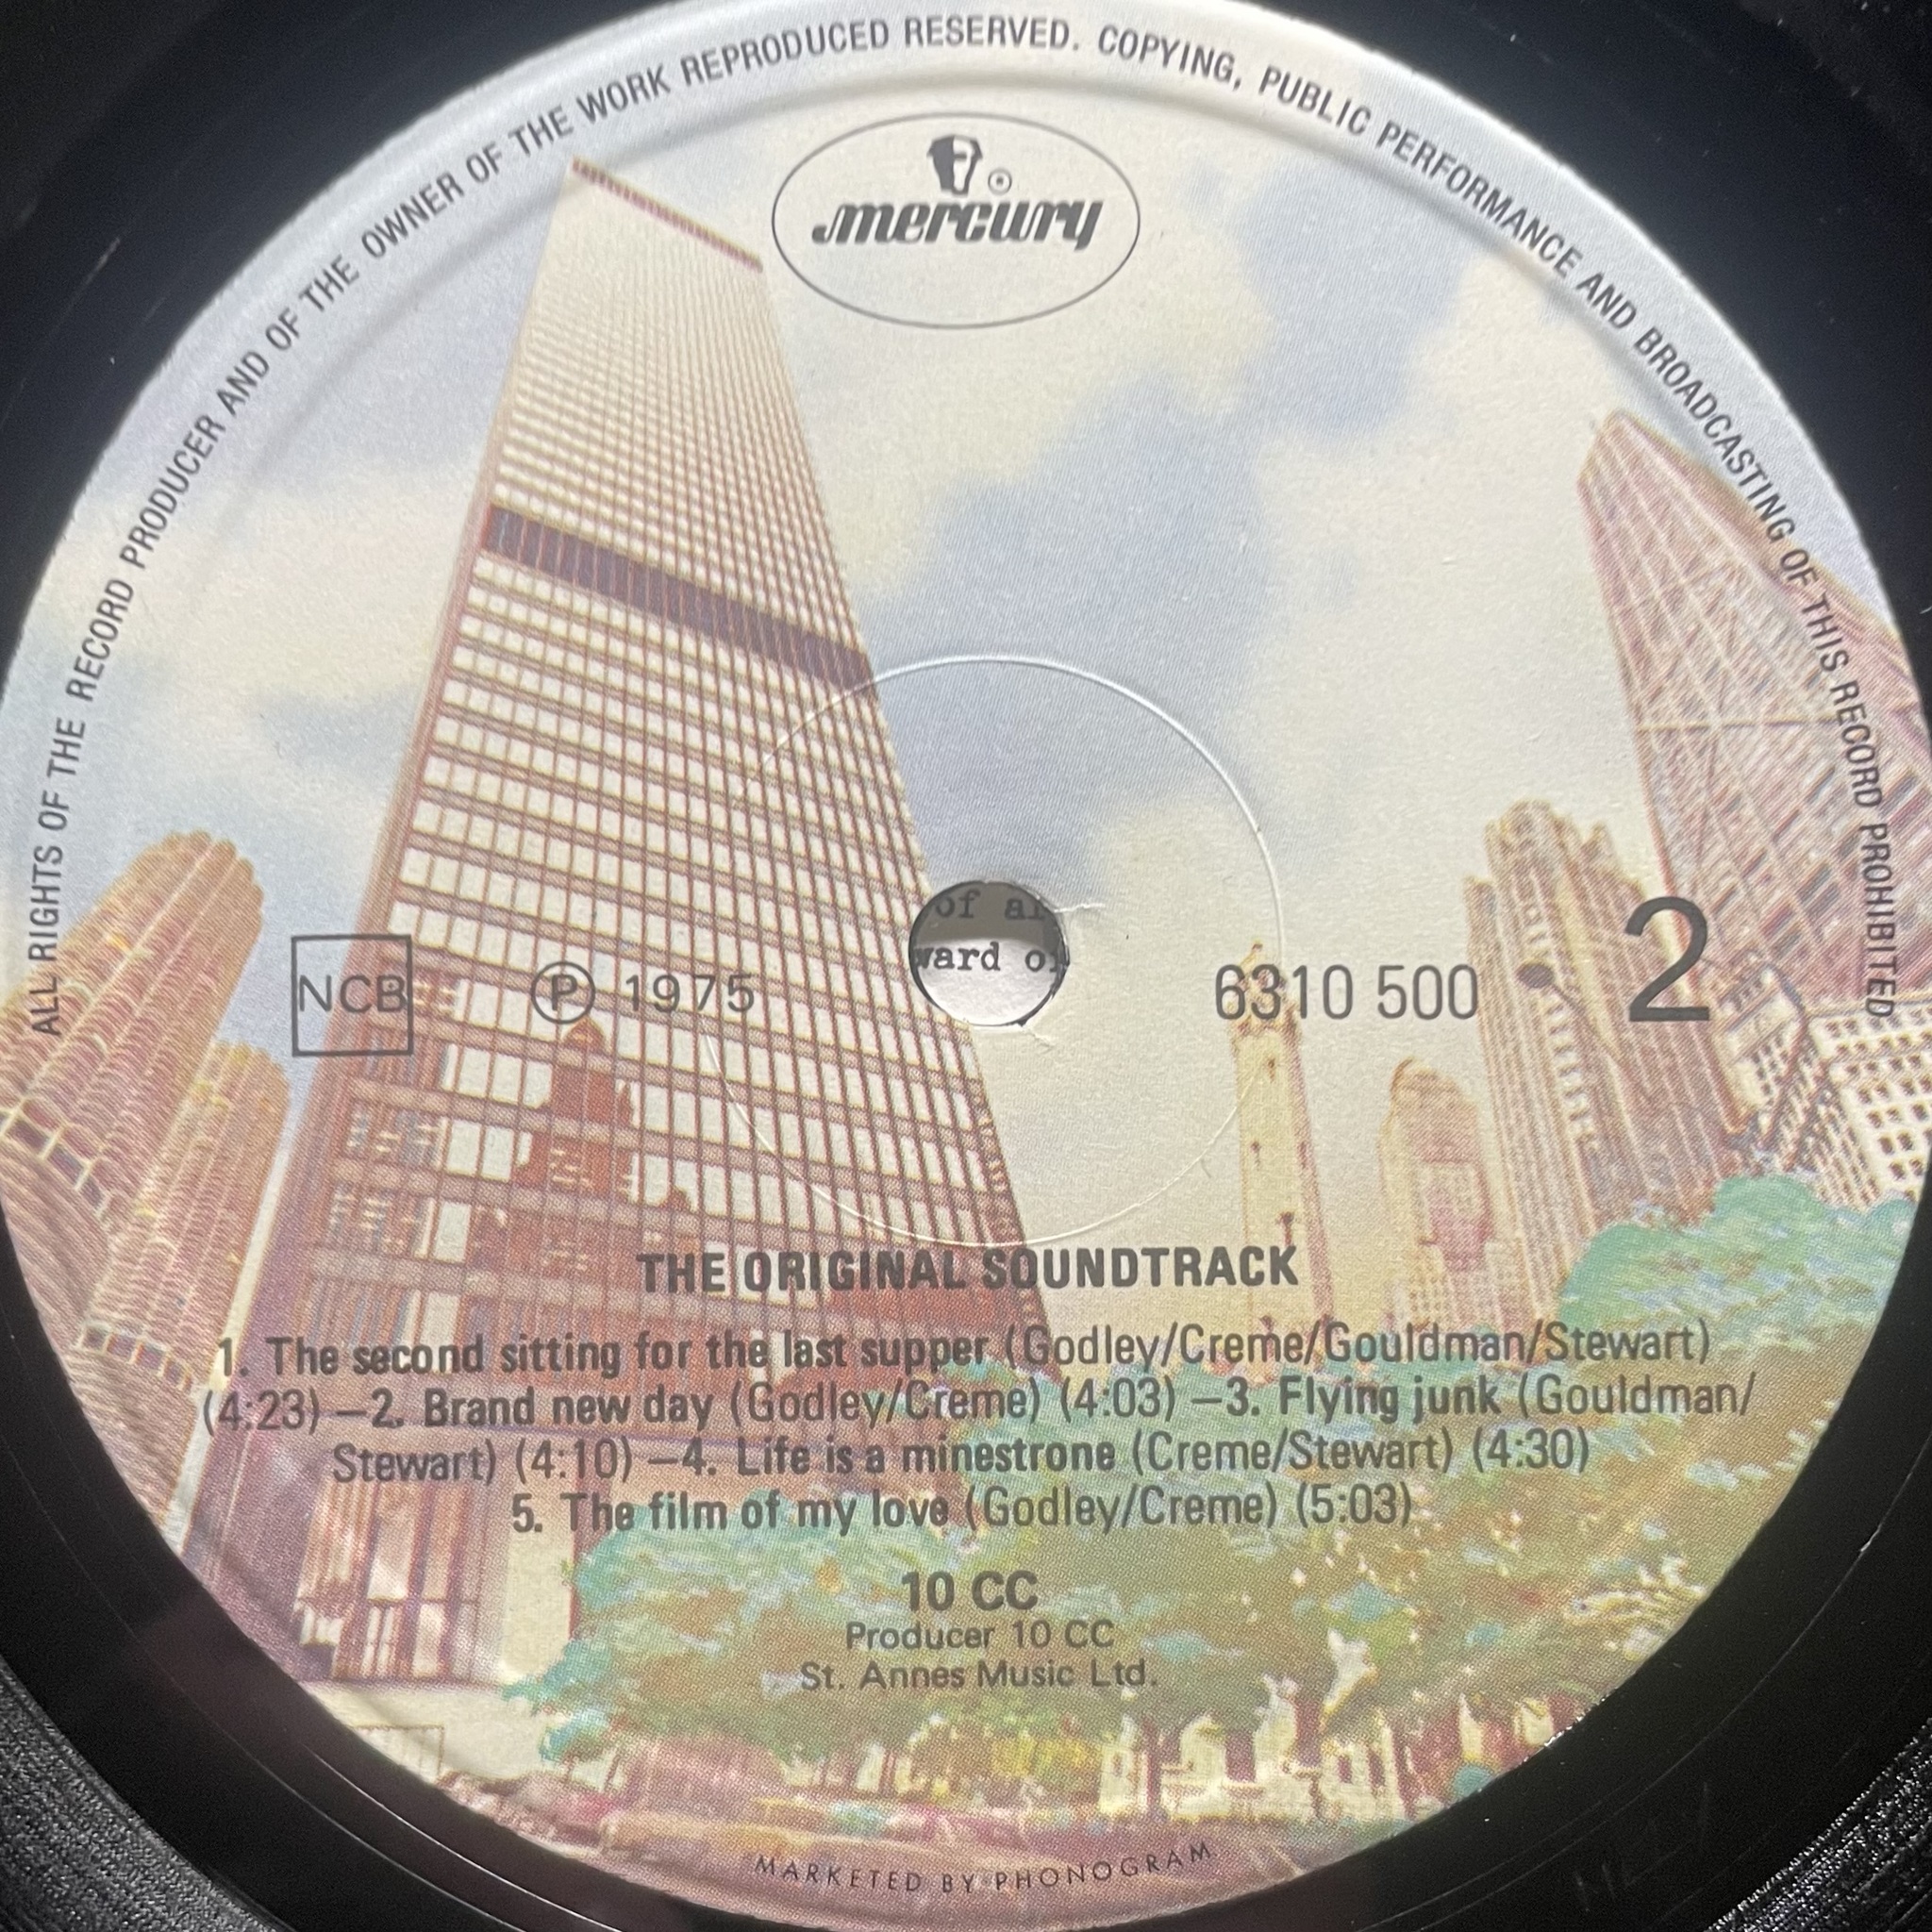 ALL RIGHTS OF THE RECORD PRODUCER AND OF THE OWNER OF THE WORK REPRODUCED RESERVED. COPYING, PUBLIC PERFORMANCE AND BROADCASTING OF THIS RECORD PROHIBITED
mercury
NCB
℗ 1975
of
ward
6310 500
2
THE ORIGINAL SOUNDTRACK
1. The second sitting for the last supper (Godley/Creme/Gouldman/Stewart)
(4:23) –2. Brand new day (Godley/Creme) (4:03) –3. Flying junk (Gouldman/
Stewart) (4:10) –4. Life is a minestrone (Creme/Stewart) (4:30)
5. The film of my love (Godley/Creme) (5:03)
10 CC
Producer 10 CC
St. Annes Music Ltd.
MARKETED BY PHONOGRAM